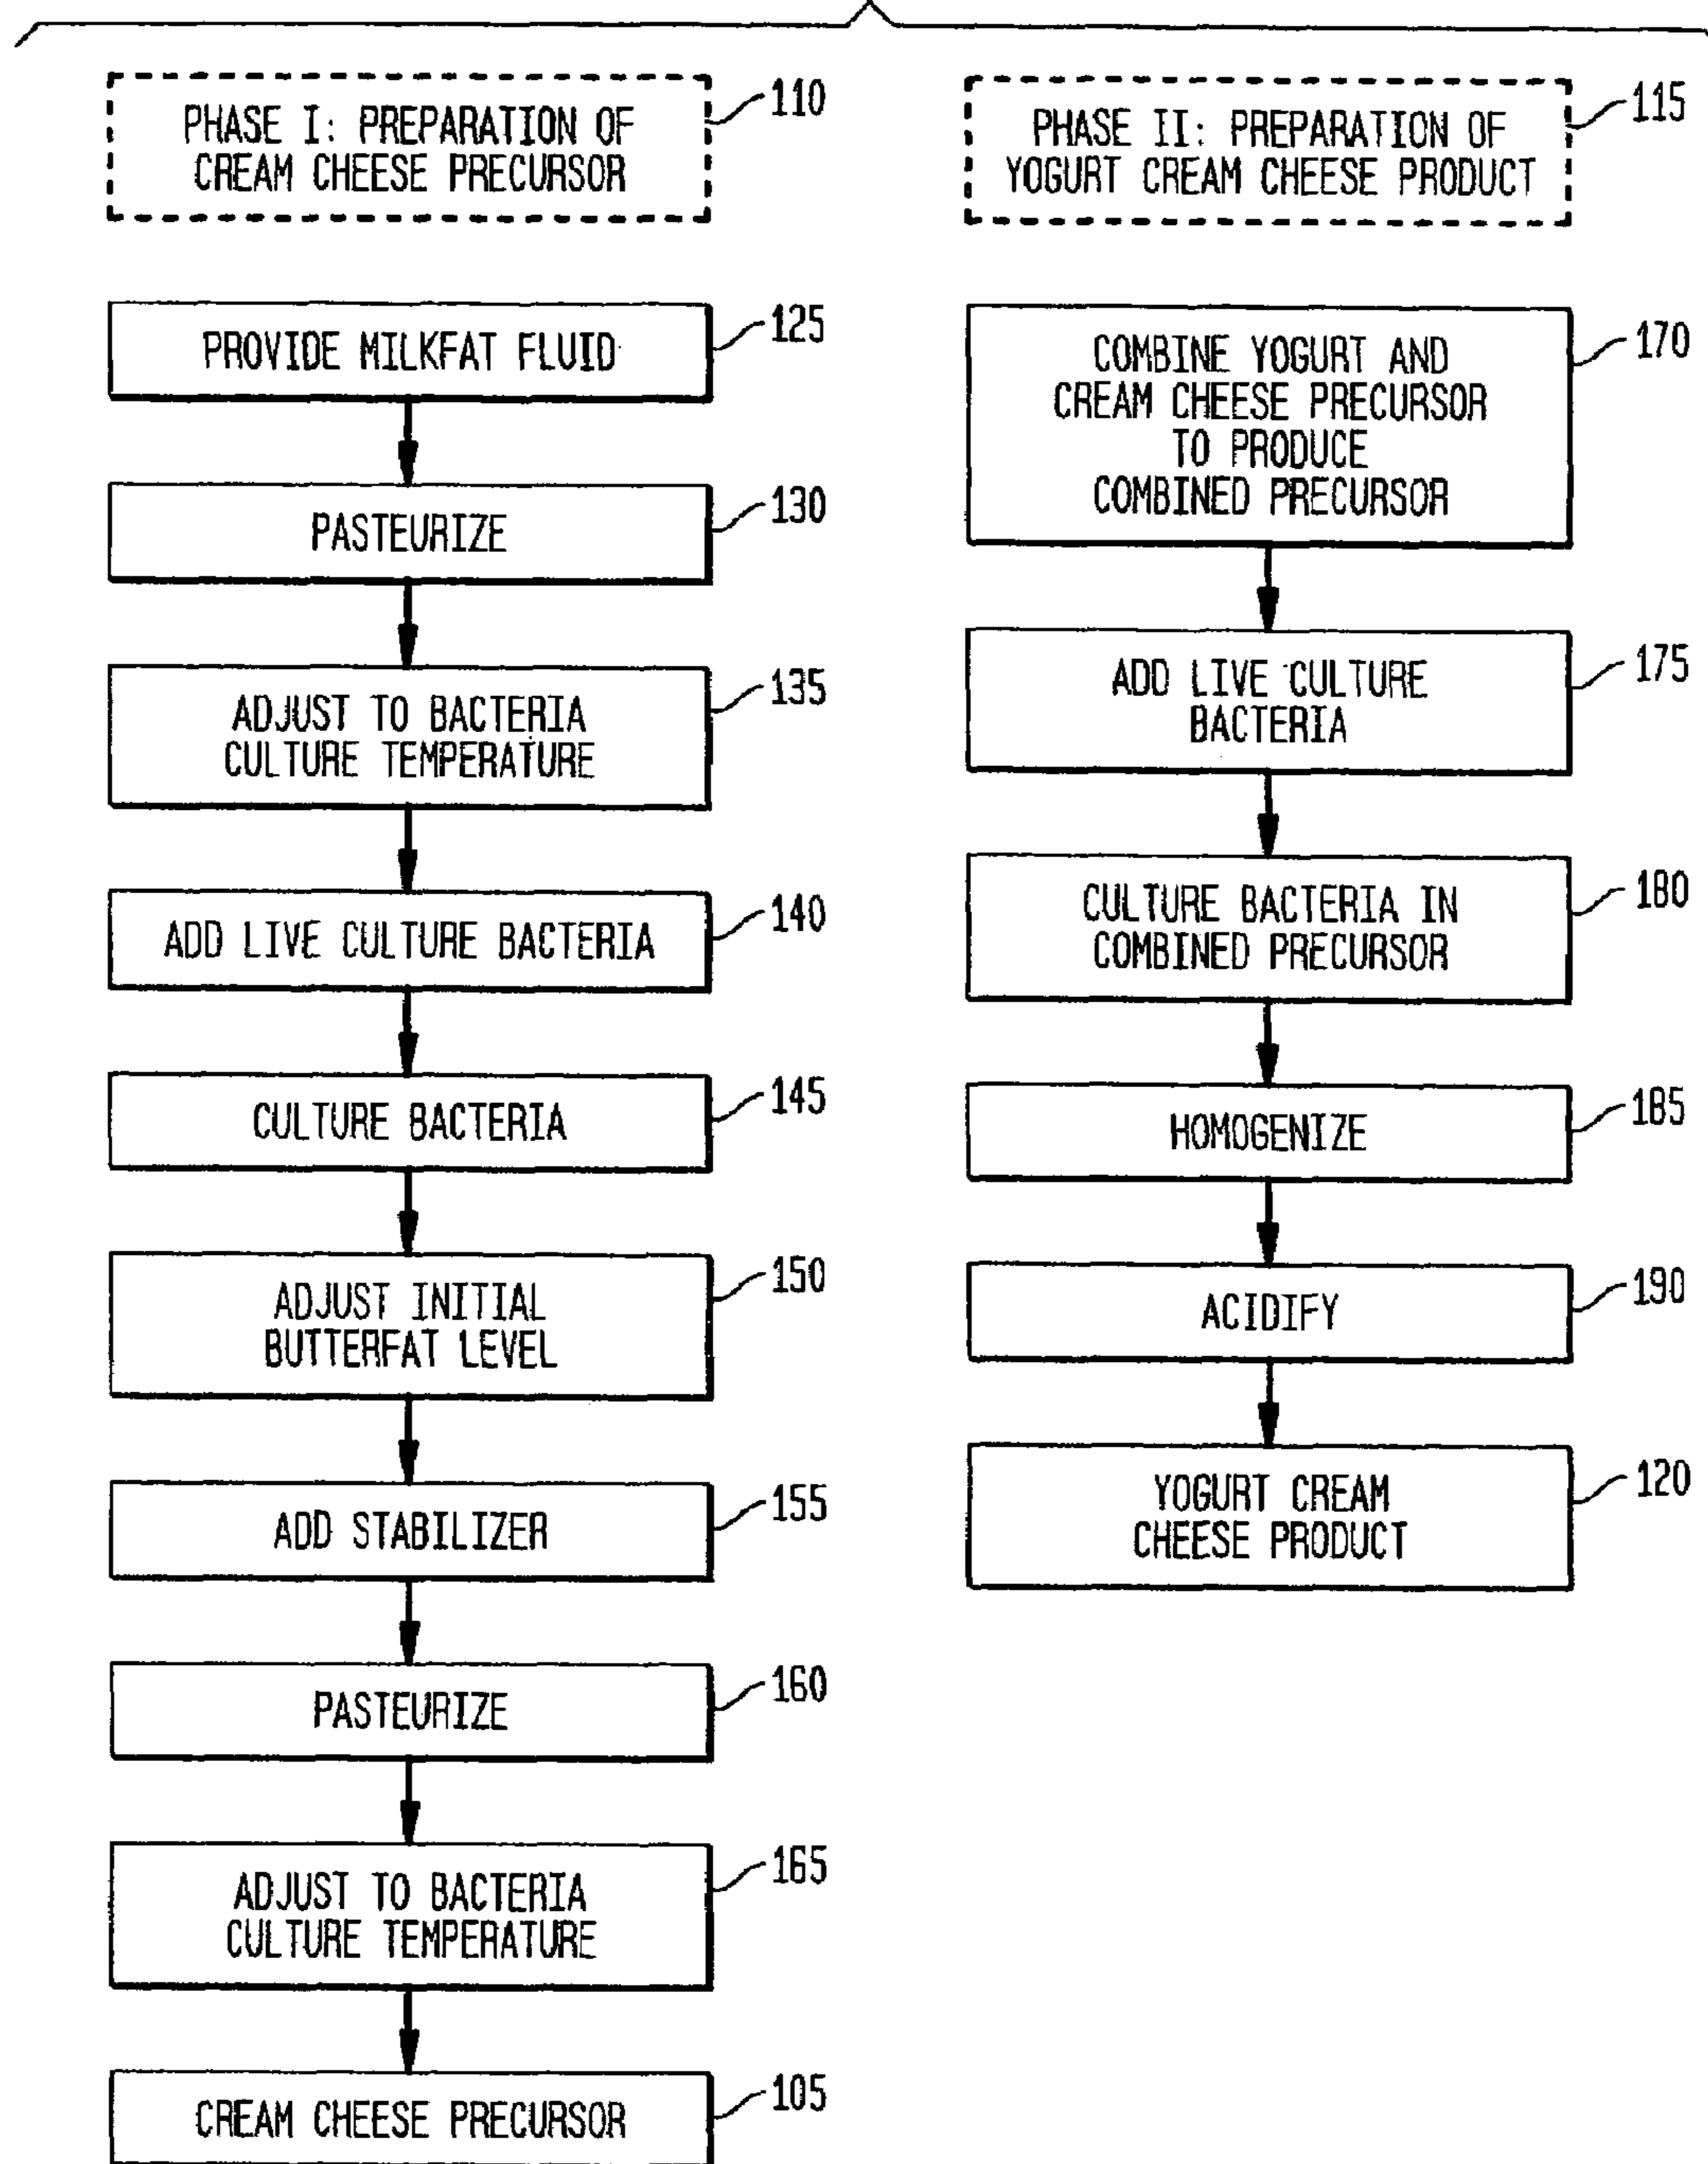 PHASE I: PREPARATION OF
CREAM CHEESE PRECURSOR
110
PROVIDE MILKFAT FLUID
125
PASTEURIZE
130
ADJUST TO BACTERIA
CULTURE TEMPERATURE
135
ADD LIVE CULTURE BACTERIA
140
CULTURE BACTERIA
145
ADJUST INITIAL
BUTTERFAT LEVEL
150
ADD STABILIZER
155
PASTEURIZE
160
ADJUST TO BACTERIA
CULTURE TEMPERATURE
165
CREAM CHEESE PRECURSOR
105
PHASE II: PREPARATION OF
YOGURT CREAM CHEESE PRODUCT
115
COMBINE YOGURT AND
CREAM CHEESE PRECURSOR
TO PRODUCE
COMBINED PRECURSOR
170
ADD LIVE CULTURE
BACTERIA
175
CULTURE BACTERIA IN
COMBINED PRECURSOR
180
HOMOGENIZE
185
ACIDIFY
190
YOGURT CREAM
CHEESE PRODUCT
120